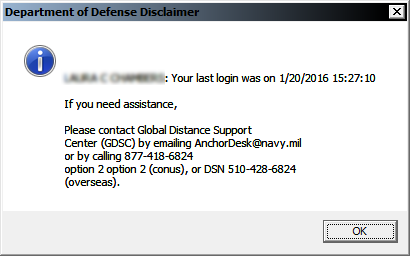 Department of Defense Disclaimer
: Your last login was on 1/20/2016 15:27:10
If you need assistance,
Please contact Global Distance Support
Center (GDSC) by emailing AnchorDesk@navy.mil
or by calling 877-418-6824
option 2 option 2 (conus), or DSN 510-428-6824
(overseas).
OK